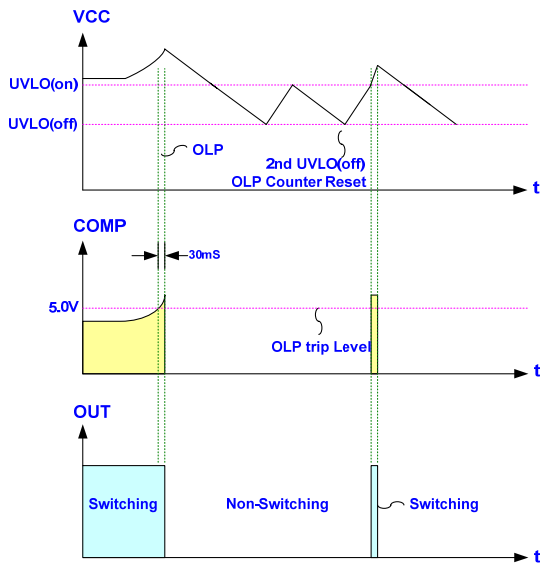 VCC
UVLO(on)
UVLO(off)
OLP
2nd UVLO(off)
OLP Counter Reset
t
COMP
30mS
5.0V
OLP trip Level
t
OUT
Switching
Non-Switching
Switching
t